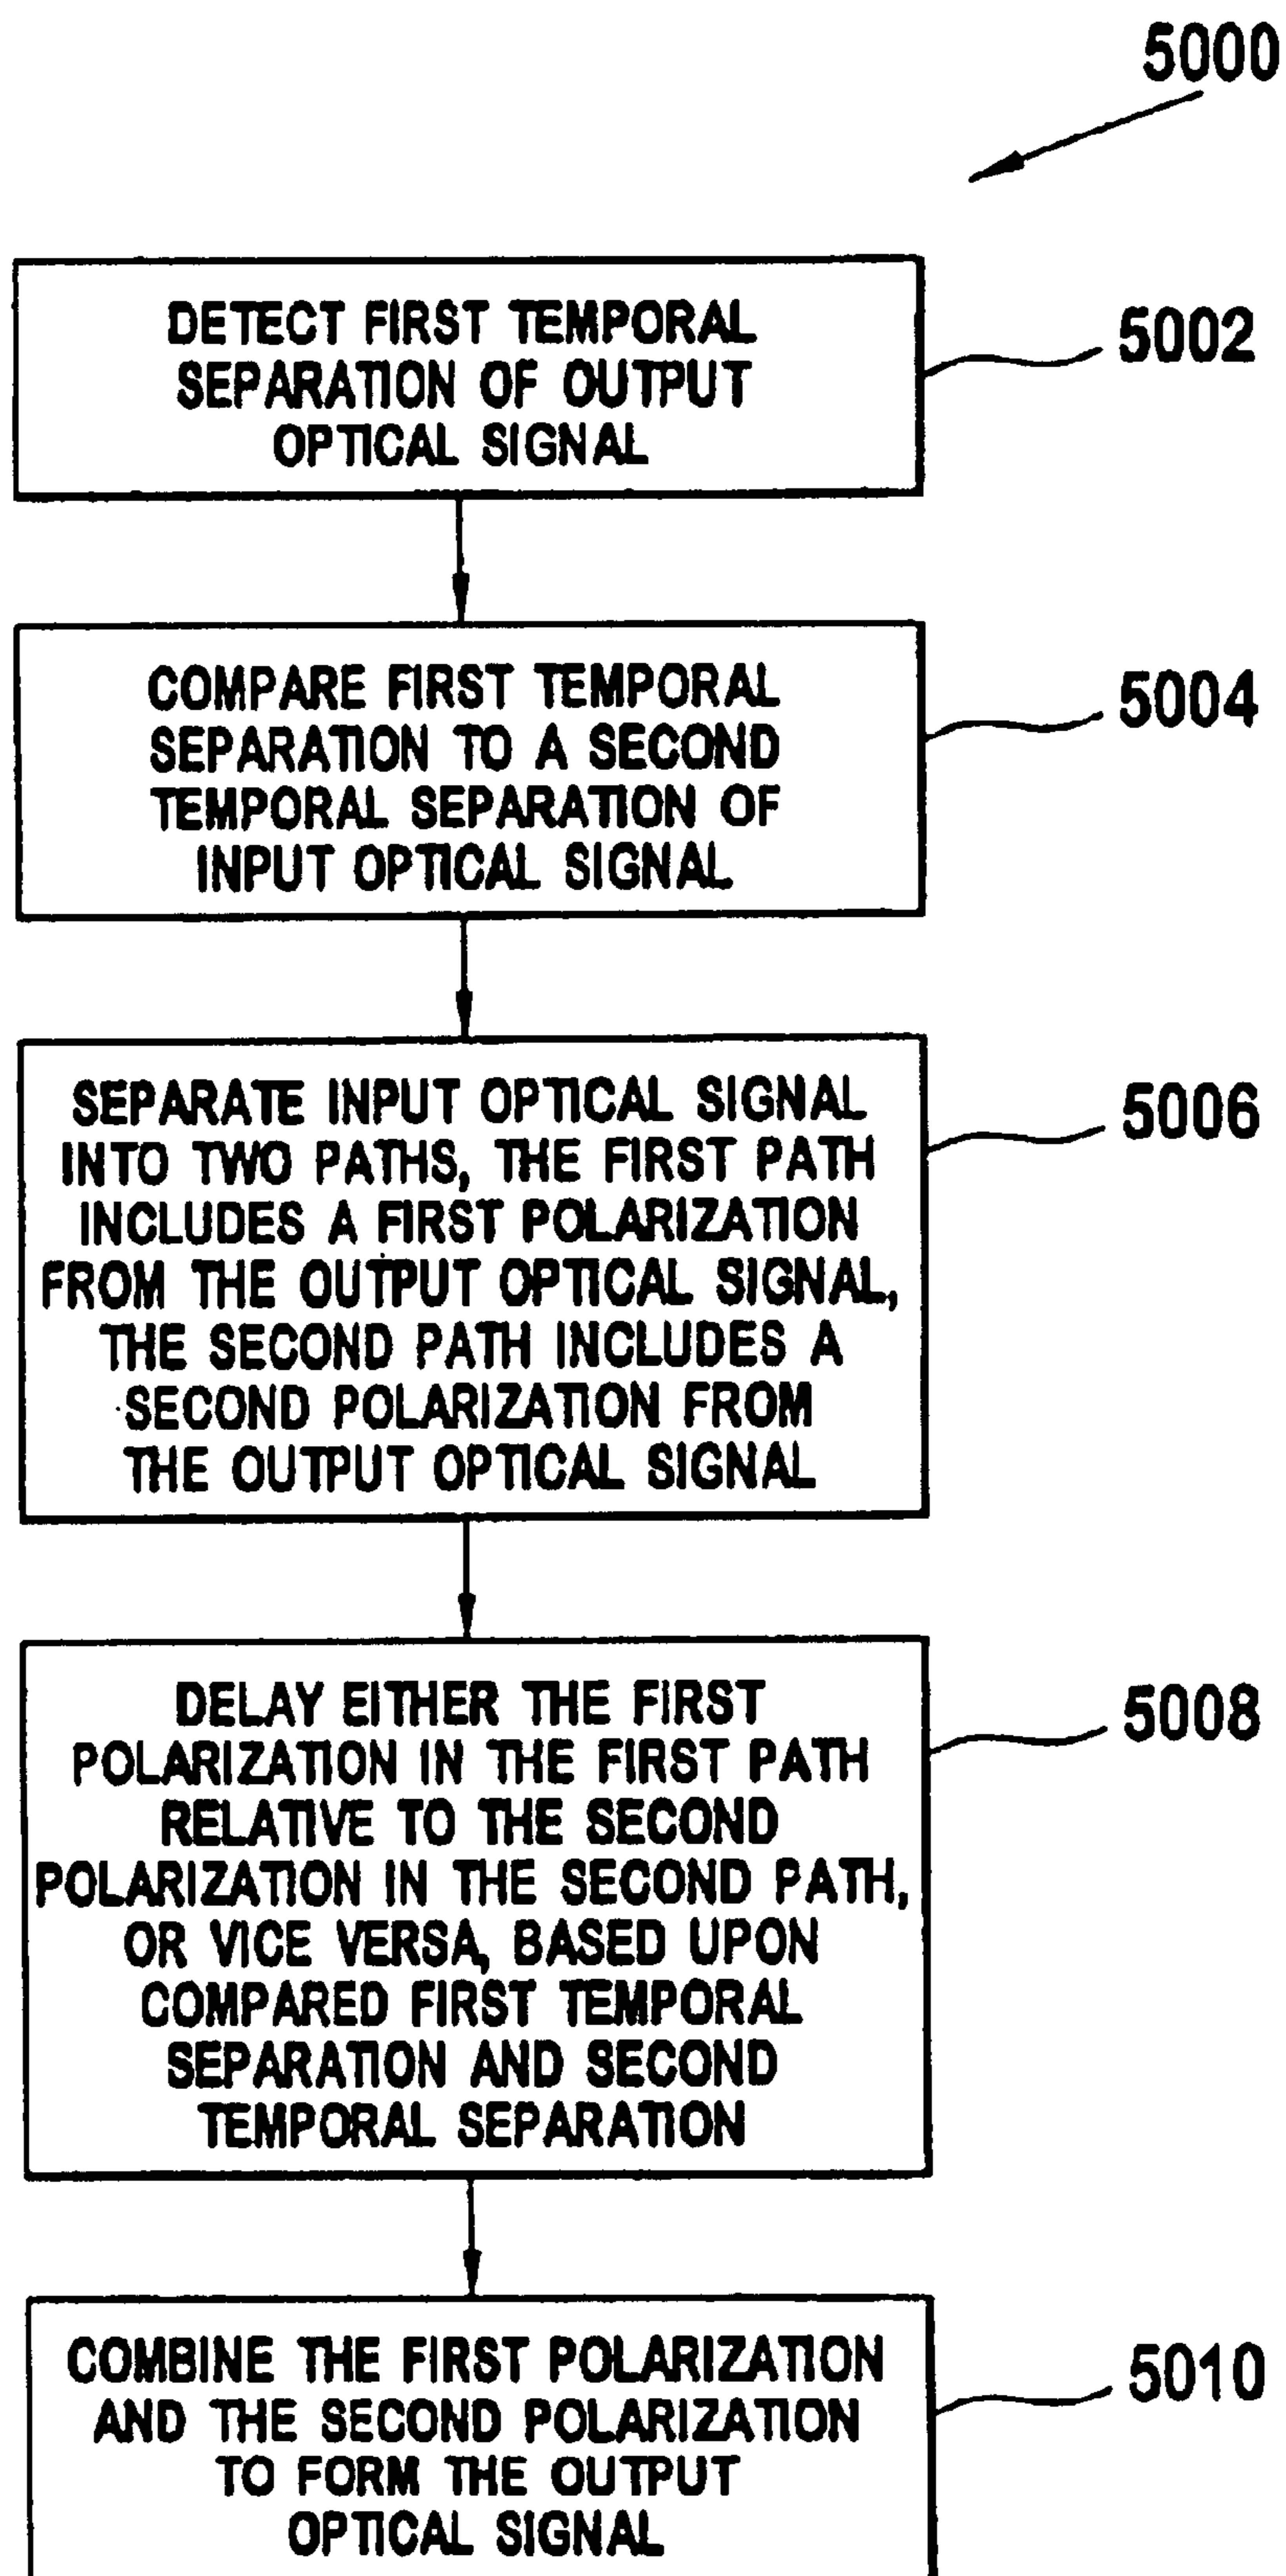 5000
DETECT FIRST TEMPORAL
SEPARATION OF OUTPUT
OPTICAL SIGNAL
5002
COMPARE FIRST TEMPORAL
SEPARATION TO A SECOND
TEMPORAL SEPARATION OF
INPUT OPTICAL SIGNAL
5004
SEPARATE INPUT OPTICAL SIGNAL
INTO TWO PATHS, THE FIRST PATH
INCLUDES A FIRST POLARIZATION
FROM THE OUTPUT OPTICAL SIGNAL,
THE SECOND PATH INCLUDES A
SECOND POLARIZATION FROM
THE OUTPUT OPTICAL SIGNAL
5006
DELAY EITHER THE FIRST
POLARIZATION IN THE FIRST PATH
RELATIVE TO THE SECOND
POLARIZATION IN THE SECOND PATH,
OR VICE VERSA, BASED UPON
COMPARED FIRST TEMPORAL
SEPARATION AND SECOND
TEMPORAL SEPARATION
5008
COMBINE THE FIRST POLARIZATION
AND THE SECOND POLARIZATION
TO FORM THE OUTPUT
OPTICAL SIGNAL
5010